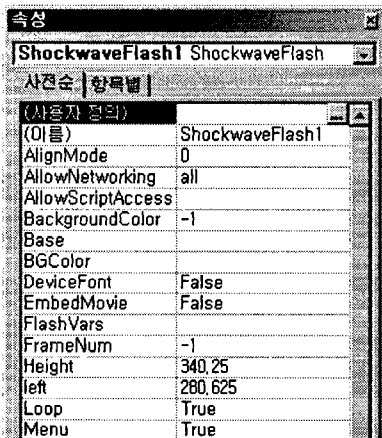 속성
ShockwaveFlash1 ShockwaveFlash
사전순 항목별
(사용자 정의) ...
(이름) ShockwaveFlash1
AlignMode 0
AllowNetworking all
AllowScriptAccess
BackgroundColor -1
Base
BGColor
DeviceFont False
EmbedMovie False
FlashVars
FrameNum -1
Height 340,25
left 280,625
Loop True
Menu True